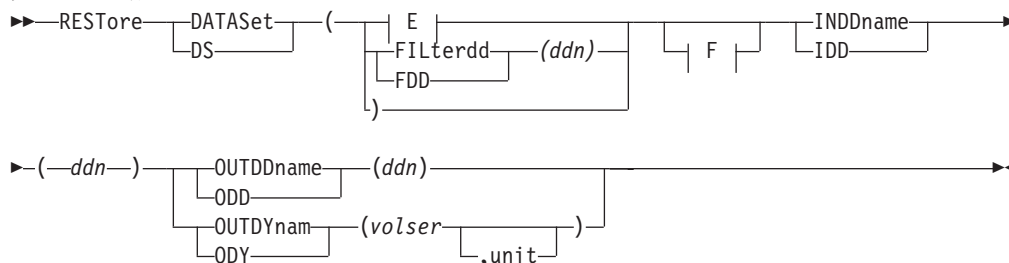 RESTore DATASet ( E INDDname
DS FILterdd (ddn) F IDD
FDD
)
( ddn ) OUTDDname (ddn)
ODD
OUTDYnam (volser )
ODY ,unit